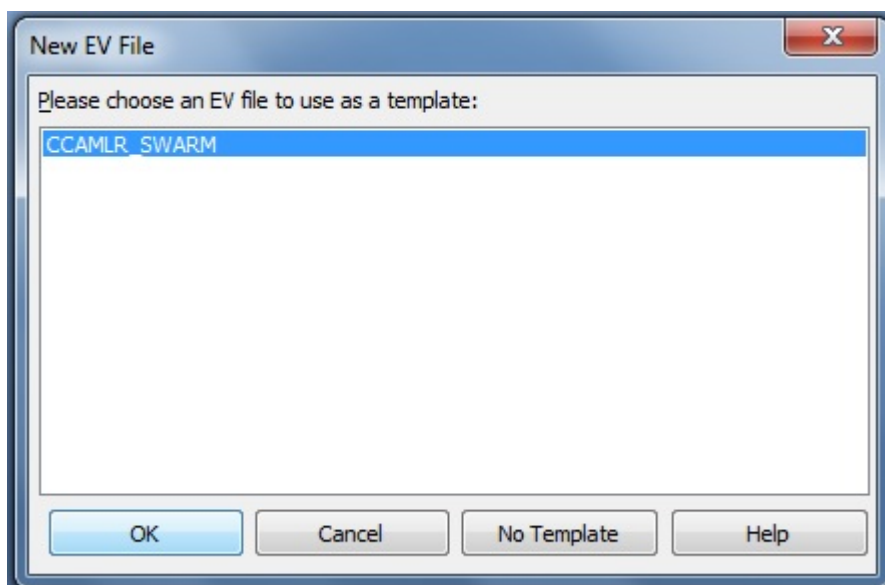 New EV File
Please choose an EV file to use as a template:
CCAMLR_SWARM
OK Cancel No Template Help